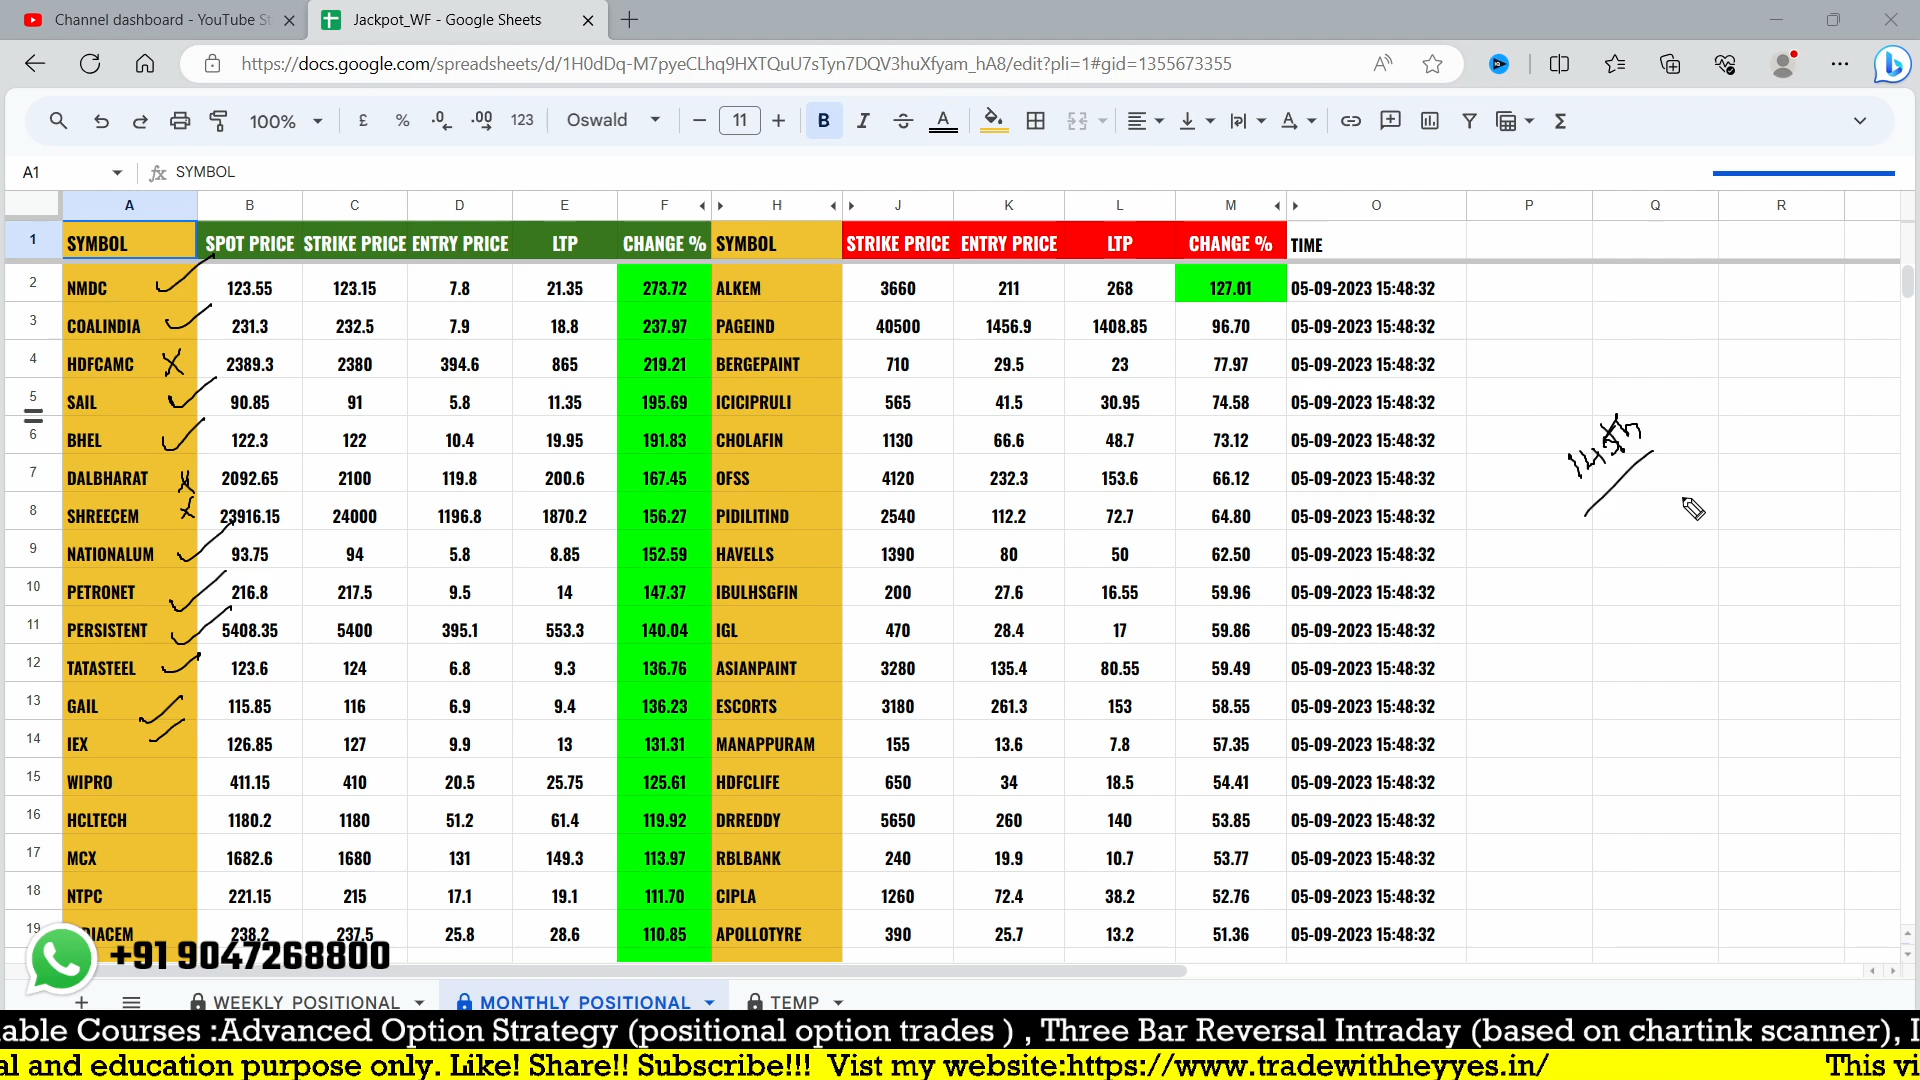 Channel dashboard - YouTube St
Jackpot_WF - Google Sheets
https://docs.google.com/spreadsheets/d/1H0dDq-M7pyeCLhq9HXTQuU7sTyn7DQV3huXfyam_hA8/edit?pli=1#gid=1355673355
100% £ % .0 .00 123 Oswald 11 B I A
A1 fx SYMBOL
A B C D E F H J K L M O P Q R
1 SYMBOL SPOT PRICE STRIKE PRICE ENTRY PRICE LTP CHANGE % SYMBOL STRIKE PRICE ENTRY PRICE LTP CHANGE % TIME
2 NMDC 123.55 123.15 7.8 21.35 273.72 ALKEM 3660 211 268 127.01 05-09-2023 15:48:32
3 COALINDIA 231.3 232.5 7.9 18.8 237.97 PAGEIND 40500 1456.9 1408.85 96.70 05-09-2023 15:48:32
4 HDFCAMC 2389.3 2380 394.6 865 219.21 BERGEPAINT 710 29.5 23 77.97 05-09-2023 15:48:32
5 SAIL 90.85 91 5.8 11.35 195.69 ICICIPRULI 565 41.5 30.95 74.58 05-09-2023 15:48:32
6 BHEL 122.3 122 10.4 19.95 191.83 CHOLAFIN 1130 66.6 48.7 73.12 05-09-2023 15:48:32
7 DALBHARAT 2092.65 2100 119.8 200.6 167.45 OFSS 4120 232.3 153.6 66.12 05-09-2023 15:48:32
8 SHREECEM 23916.15 24000 1196.8 1870.2 156.27 PIDILITIND 2540 112.2 72.7 64.80 05-09-2023 15:48:32
9 NATIONALUM 93.75 94 5.8 8.85 152.59 HAVELLS 1390 80 50 62.50 05-09-2023 15:48:32
10 PETRONET 216.8 217.5 9.5 14 147.37 IBULHSGFIN 200 27.6 16.55 59.96 05-09-2023 15:48:32
11 PERSISTENT 5408.35 5400 395.1 553.3 140.04 IGL 470 28.4 17 59.86 05-09-2023 15:48:32
12 TATASTEEL 123.6 124 6.8 9.3 136.76 ASIANPAINT 3280 135.4 80.55 59.49 05-09-2023 15:48:32
13 GAIL 115.85 116 6.9 9.4 136.23 ESCORTS 3180 261.3 153 58.55 05-09-2023 15:48:32
14 IEX 126.85 127 9.9 13 131.31 MANAPPURAM 155 13.6 7.8 57.35 05-09-2023 15:48:32
15 WIPRO 411.15 410 20.5 25.75 125.61 HDFCLIFE 650 34 18.5 54.41 05-09-2023 15:48:32
16 HCLTECH 1180.2 1180 51.2 61.4 119.92 DRREDDY 5650 260 140 53.85 05-09-2023 15:48:32
17 MCX 1682.6 1680 131 149.3 113.97 RBLBANK 240 19.9 10.7 53.77 05-09-2023 15:48:32
18 NTPC 221.15 215 17.1 19.1 111.70 CIPLA 1260 72.4 38.2 52.76 05-09-2023 15:48:32
19 DIACEM 238.2 237.5 25.8 28.6 110.85 APOLLOTYRE 390 25.7 13.2 51.36 05-09-2023 15:48:32
+91 9047268800
WEEKLY POSITIONAL MONTHLY POSITIONAL TEMP
able Courses :Advanced Option Strategy (positional option trades ) , Three Bar Reversal Intraday (based on chartink scanner), I
al and education purpose only. Like! Share!! Subscribe!!! Vist my website:https://www.tradewithheyyes.in/ This vi